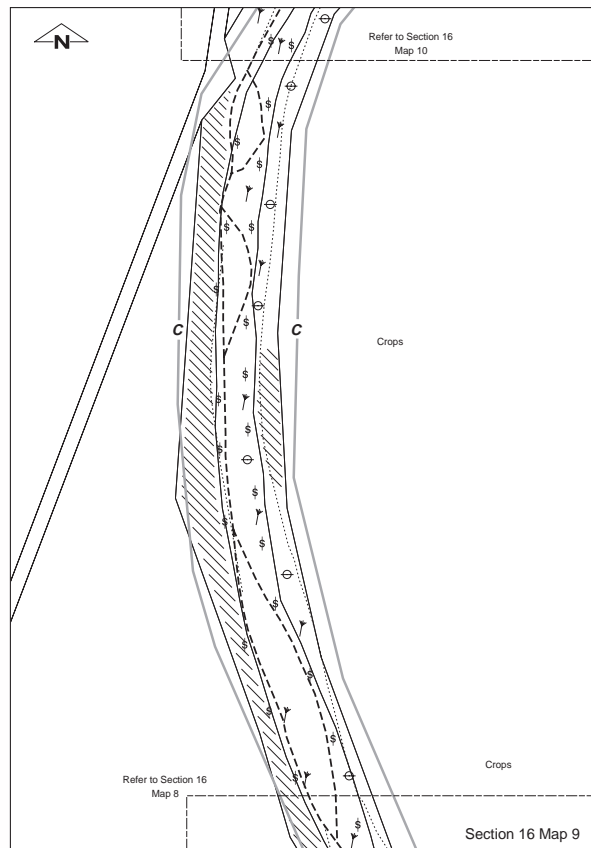 N
Refer to Section 16
Map 10
C
C
Crops
Crops
Refer to Section 16
Map 8
Section 16 Map 9